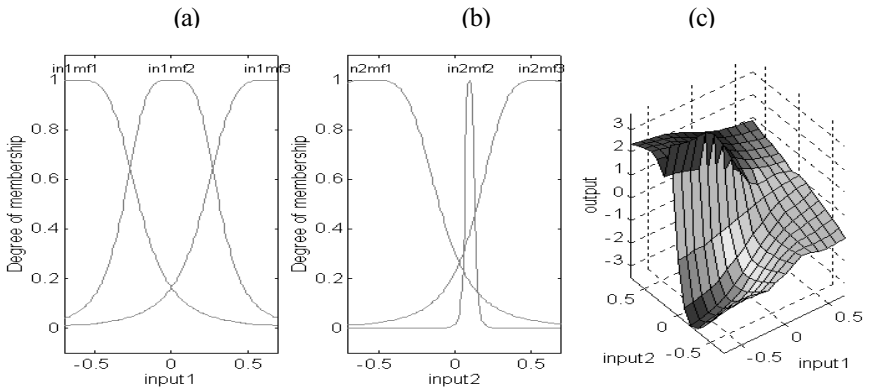 (a)
(b)
(c)
in1mf1 in1mf2 in1mf3
1
0.8
0.6
0.4
0.2
0
Degree of membership
-0.5 0 0.5
input1
n2mf1 in2mf2 in2mf3
1
0.8
0.6
0.4
0.2
0
Degree of membership
-0.5 0 0.5
input2
3
2
1
0
-1
-2
-3
output
0.5
0
-0.5
input2
-0.5
0
0.5
input1